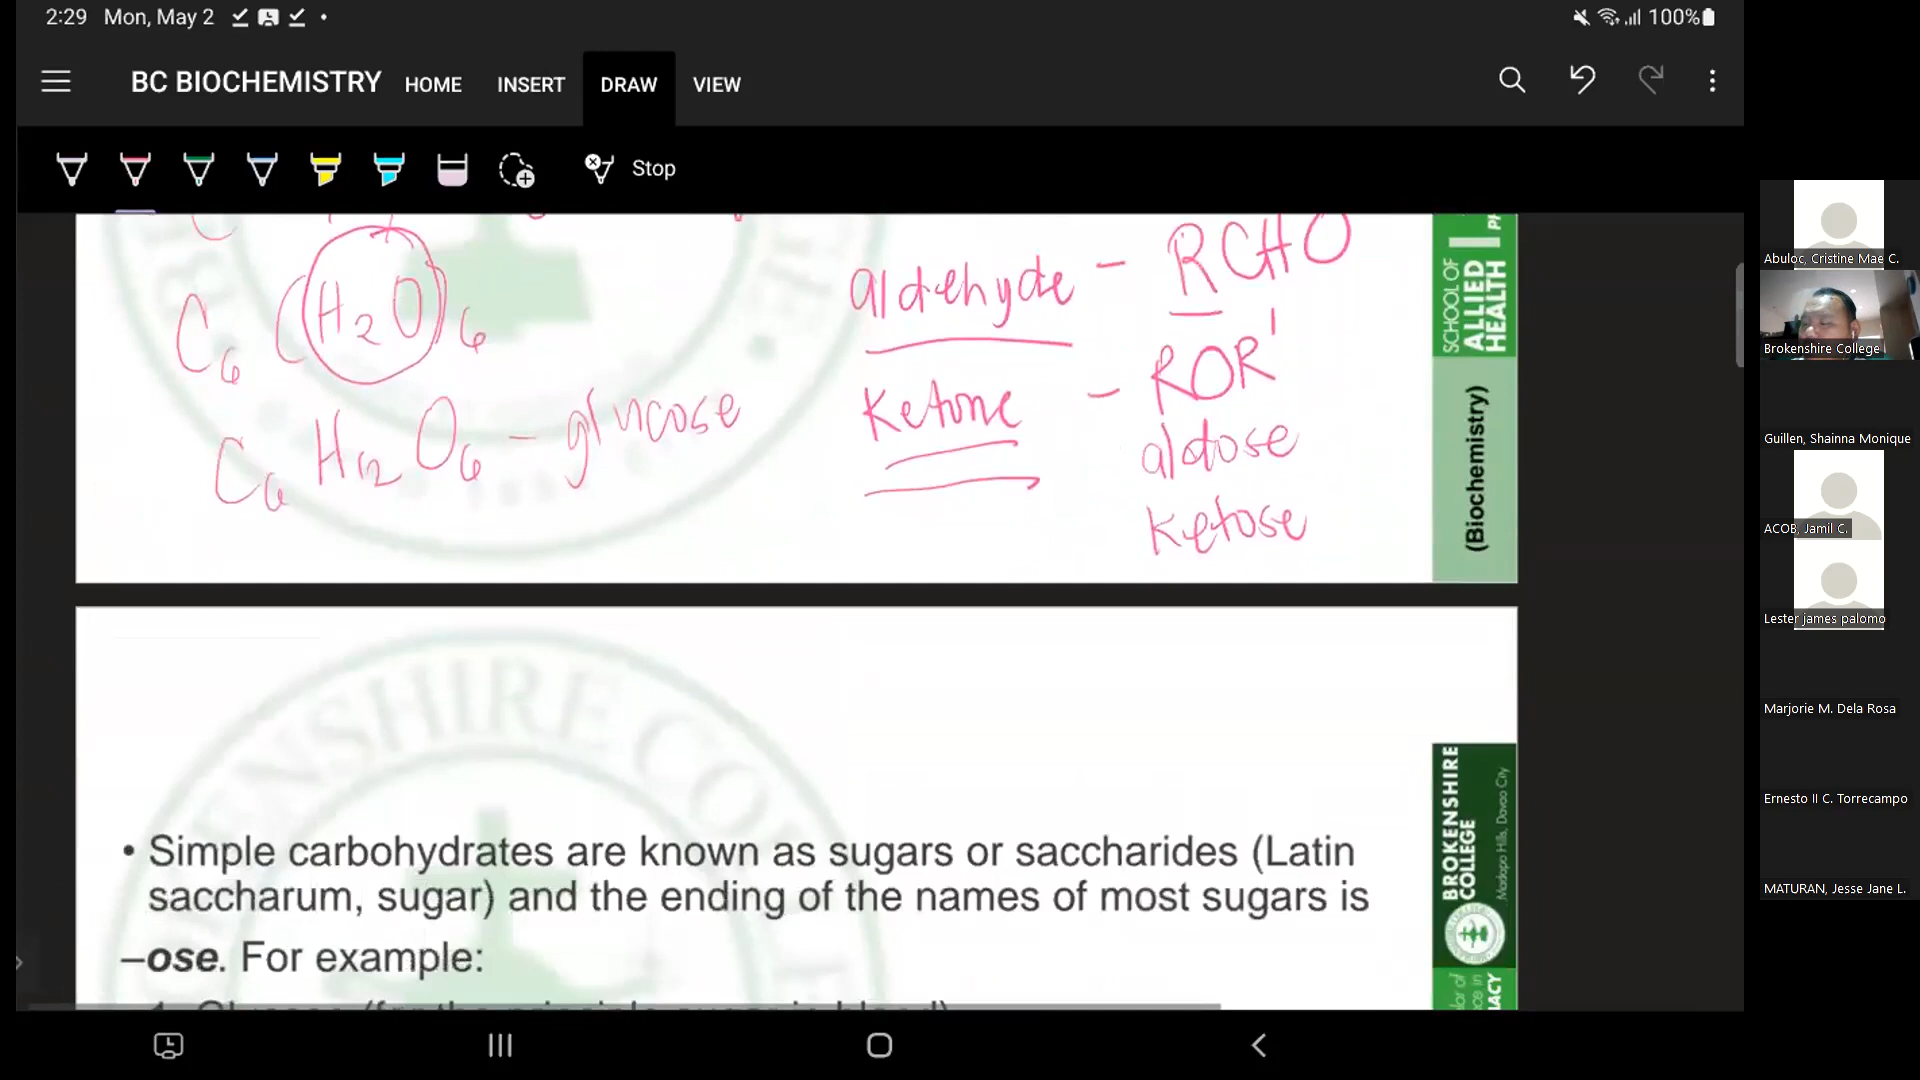 2:29 Mon, May 2
100%
BC BIOCHEMISTRY HOME INSERT DRAW VIEW
Stop
C6 (H2O)6
C6 H12 O6 - glucose
aldehyde - RCHO
Ketone - ROR'
aldose
Ketose
SCHOOL OF
ALLIED
HEALTH
(Biochemistry)
• Simple carbohydrates are known as sugars or saccharides (Latin
saccharum, sugar) and the ending of the names of most sugars is
–ose. For example:
BROKENSHIRE
COLLEGE
Madapo Hills, Davao City
Abuloc, Cristine Mae C.
Brokenshire College
Guillen, Shainna Monique
ACOB, Jamil C.
Lester james palomo
Marjorie M. Dela Rosa
Ernesto II C. Torrecampo
MATURAN, Jesse Jane L.